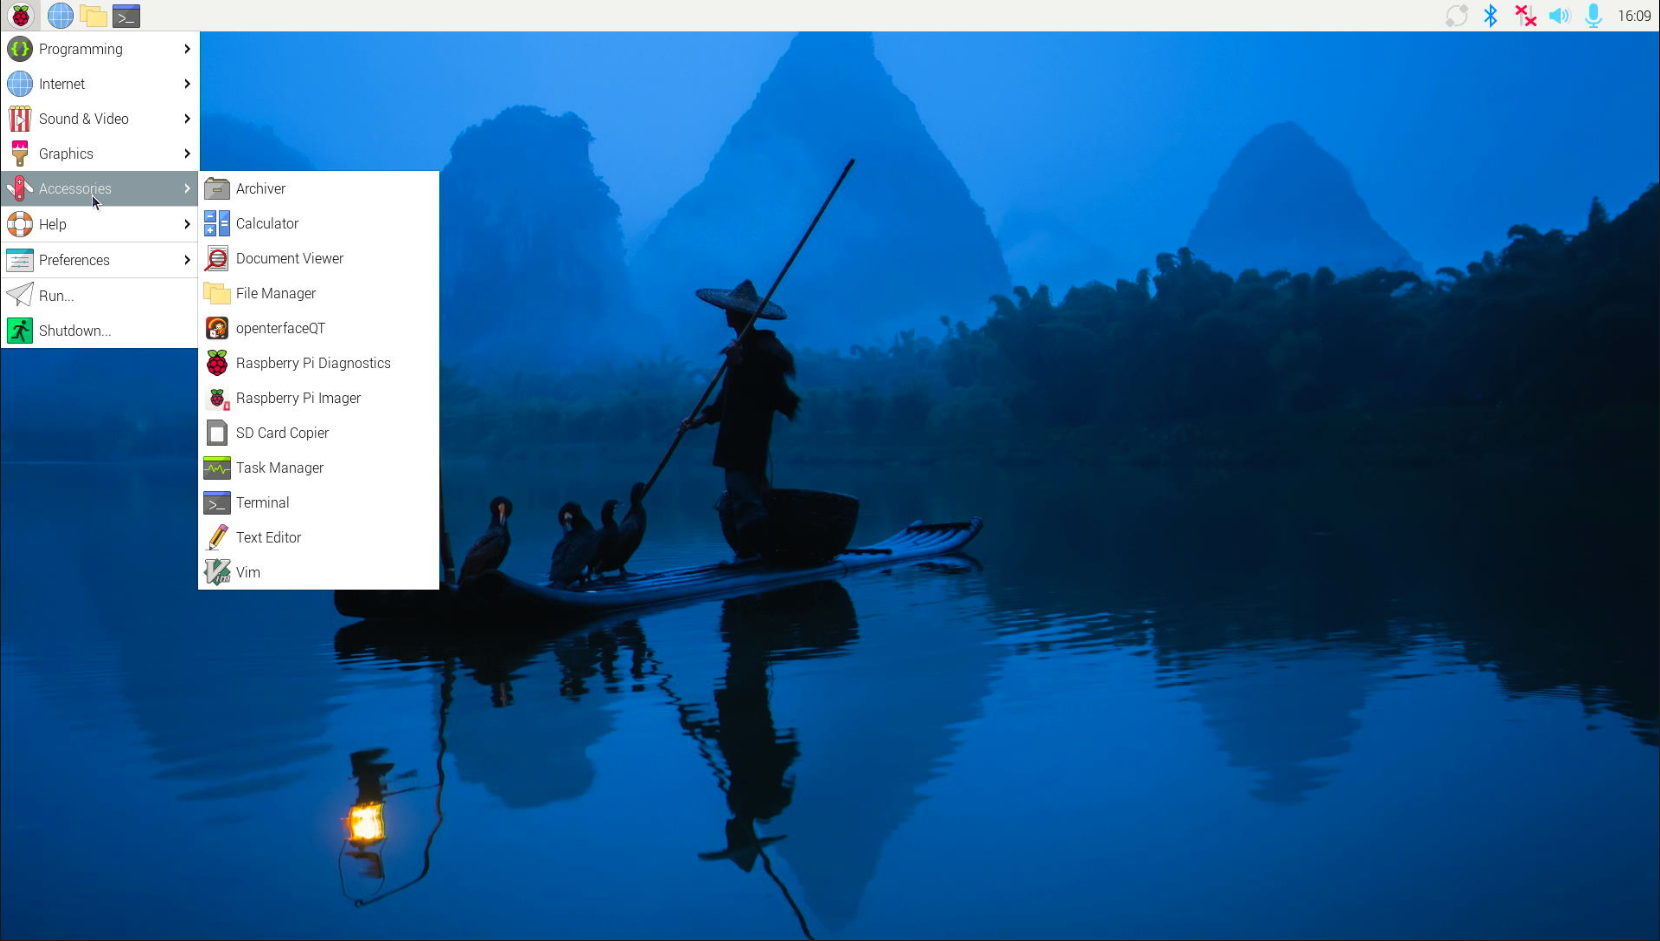 16:09
Programming
Internet
Sound & Video
Graphics
Accessories
Help
Preferences
Run...
Shutdown...
Archiver
Calculator
Document Viewer
File Manager
openterfaceQT
Raspberry Pi Diagnostics
Raspberry Pi Imager
SD Card Copier
Task Manager
Terminal
Text Editor
Vim